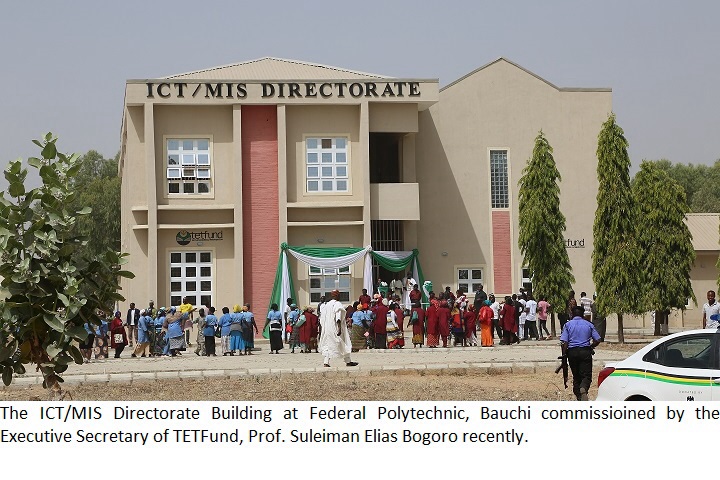 ICT/MIS DIRECTORATE
tetfund
tetfund
The ICT/MIS Directorate Building at Federal Polytechnic, Bauchi commissioined by the
Executive Secretary of TETFund, Prof. Suleiman Elias Bogoro recently.